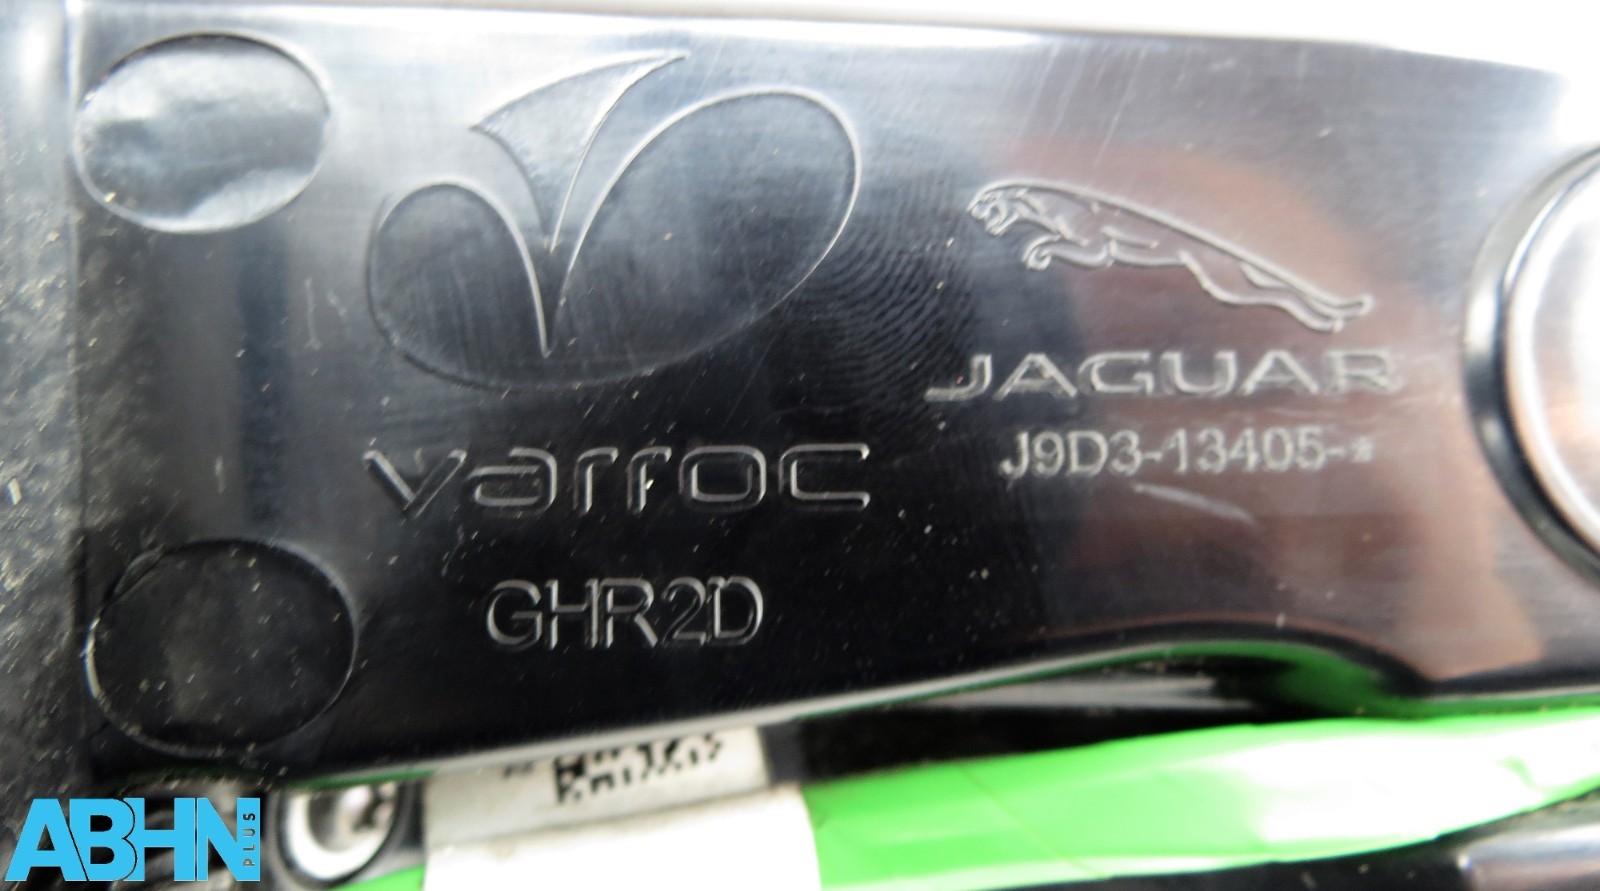 varroc
GHR2D
JAGUAR
J9D3-13405-*
ABHN
PLUS